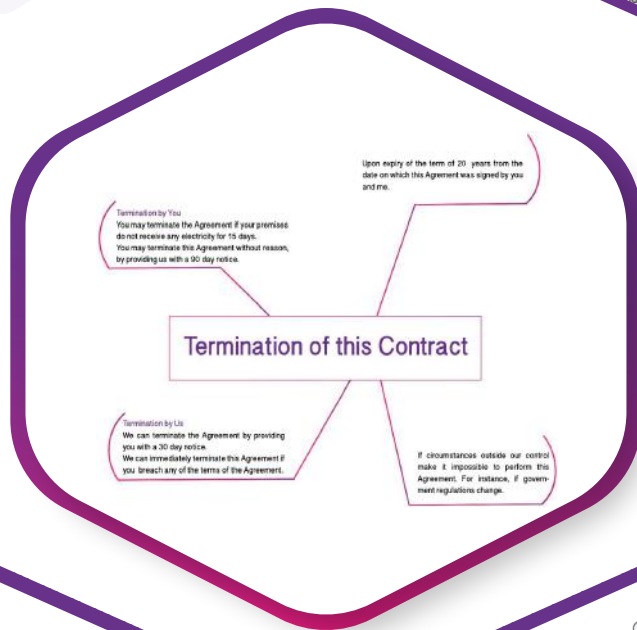 Upon expiry of the term of 20 years from the
date on which this Agrement was signed by you
and me.
Termination by You
You may terminate the Agreement if your premises
do not receive any electricity for 15 days.
You may terminate this Agreement without reason,
by providing us with a 90 day notice.
Termination of this Contract
Termination by Us
We can terminate the Agreement by providing
you with a 30 day notice.
We can immediately terminate this Agreement if
you breach any of the terms of the Agreement.
If circumstances outside our control
make it impossible to perform this
Agreement. For instance, if govern-
ment regulations change.